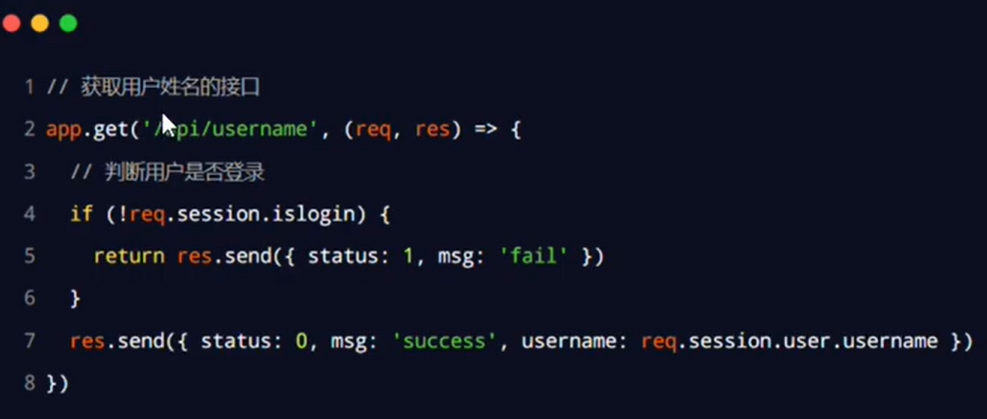 1 // 获取用户姓名的接口
2 app.get('/api/username', (req, res) => {
3 // 判断用户是否登录
4 if (!req.session.islogin) {
5 return res.send({ status: 1, msg: 'fail' })
6 }
7 res.send({ status: 0, msg: 'success', username: req.session.user.username })
8 })